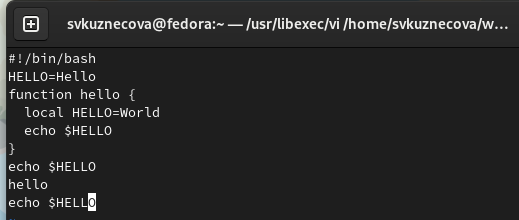 svkuznecova@fedora:~ — /usr/libexec/vi /home/svkuznecova/w…
#!/bin/bash
HELLO=Hello
function hello {
  local HELLO=World
  echo $HELLO
}
echo $HELLO
hello
echo $HELLO